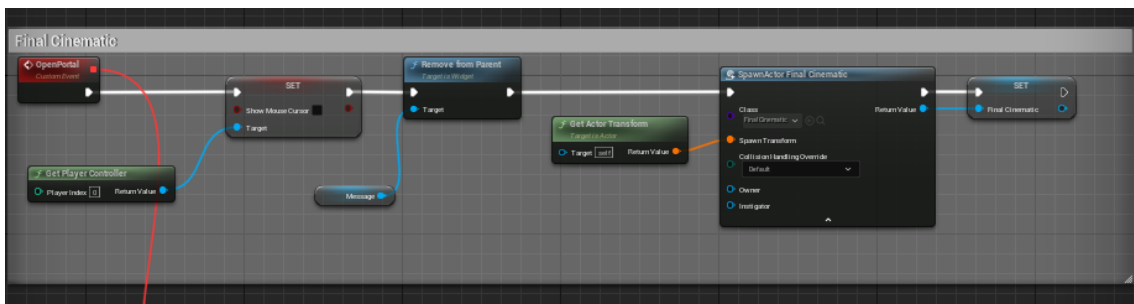 Final Cinematic
OpenPortal
Custom Event
SET
Show Mouse Cursor
Target
Get Player Controller
Player Index 0 Return Value
Remove from Parent
Target is Widget
Target
Message
Get Actor Transform
Target is Actor
Target self Return Value
SpawnActor Final Cinematic
Class Return Value
Final Cinematic
Spawn Transform
Collision Handling Override
Default
Owner
Instigator
SET
Final Cinematic